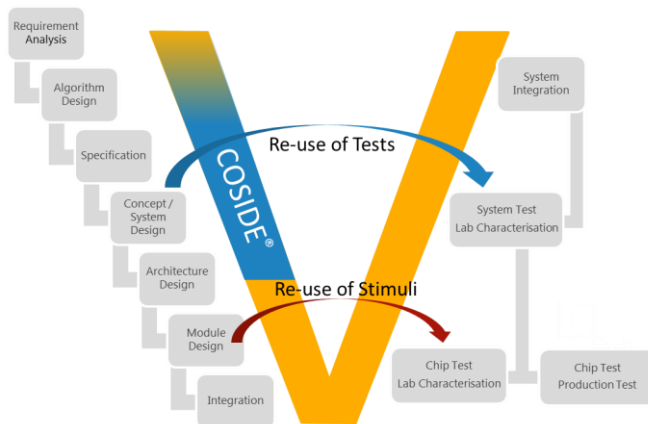 Requirement
Analysis
Algorithm
Design
Specification
Concept /
System
Design
Architecture
Design
Module
Design
Integration
COSIDE®
Re-use of Tests
Re-use of Stimuli
System
Integration
System Test
Lab Characterisation
Chip Test
Lab Characterisation
Chip Test
Production Test